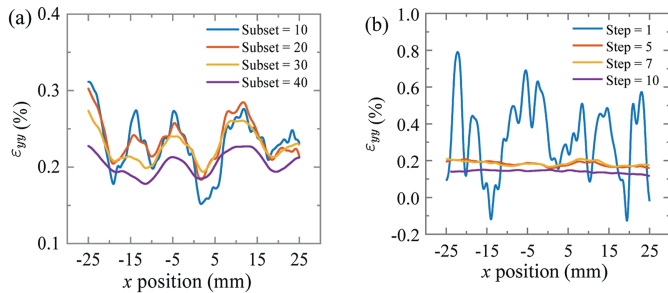 (a)
0.4
0.3
0.2
0.1
εyy (%)
Subset = 10
Subset = 20
Subset = 30
Subset = 40
-25 -15 -5 5 15 25
x position (mm)
(b)
1.0
0.8
0.6
0.4
0.2
0.0
-0.2
εyy (%)
Step = 1
Step = 5
Step = 7
Step = 10
-25 -15 -5 5 15 25
x position (mm)